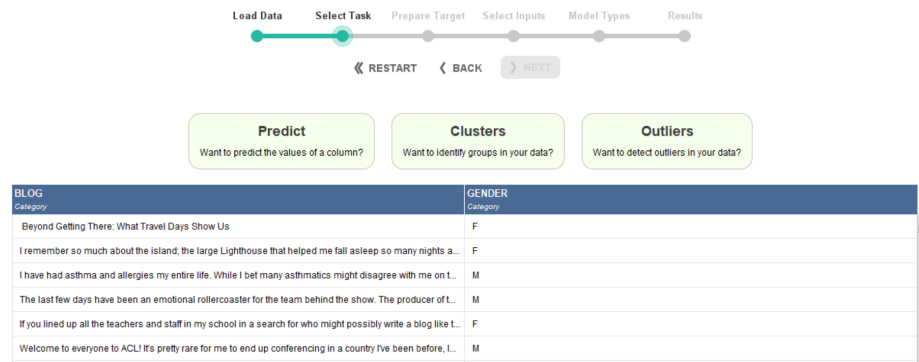 Load Data Select Task Prepare Target Select Inputs Model Types Results
RESTART BACK NEXT
Predict Clusters Outliers
Want to predict the values of a column? Want to identify groups in your data? Want to detect outliers in your data?
BLOG GENDER
Category Category
Beyond Getting There: What Travel Days Show Us F
I remember so much about the island; the large Lighthouse that helped me fall asleep so many nights a... F
I have had asthma and allergies my entire life. While I bet many asthmatics might disagree with me on t... M
The last few days have been an emotional rollercoaster for the team behind the show. The producer of t... M
If you lined up all the teachers and staff in my school in a search for who might possibly write a blog like t... F
Welcome to everyone to ACL! It's pretty rare for me to end up conferencing in a country I've been before, I... M